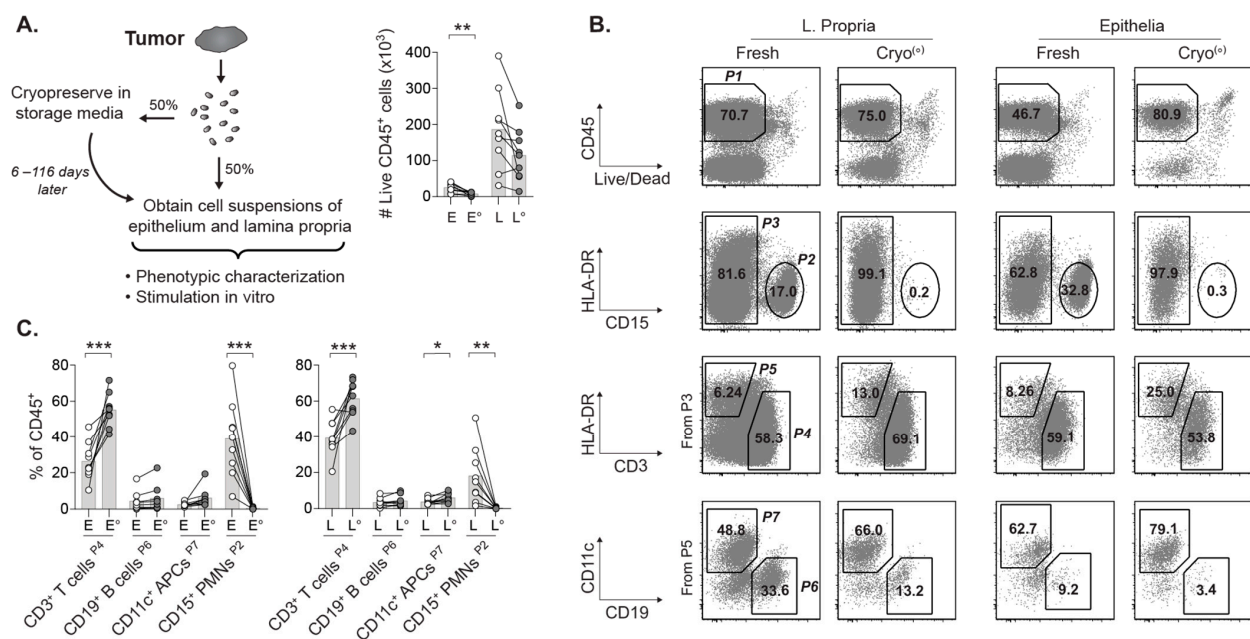 A.
Tumor
Cryopreserve in
storage media
50%
50%
6 –116 days
later
Obtain cell suspensions of
epithelium and lamina propria
• Phenotypic characterization
• Stimulation in vitro
# Live CD45⁺ cells (x10³)
400
300
200
100
0
**
E E° L L°
B.
L. Propria Epithelia
Fresh Cryo⁽°⁾ Fresh Cryo⁽°⁾
CD45
Live/Dead
P1
70.7 75.0 46.7 80.9
HLA-DR
CD15
P3
P2
81.6 17.0 99.1 0.2 62.8 32.8 97.9 0.3
HLA-DR
CD3
From P3
P5
P4
6.24 58.3 13.0 69.1 8.26 59.1 25.0 53.8
CD11c
CD19
From P5
P7
P6
48.8 33.6 66.0 13.2 62.7 9.2 79.1 3.4
C.
% of CD45⁺
80
60
40
20
0
*** ***
E E° E E° E E° E E°
CD3⁺ T cells P4
CD19⁺ B cells P6
CD11c⁺ APCs P7
CD15⁺ PMNs P2
80
60
40
20
0
*** * **
L L° L L° L L° L L°
CD3⁺ T cells P4
CD19⁺ B cells P6
CD11c⁺ APCs P7
CD15⁺ PMNs P2